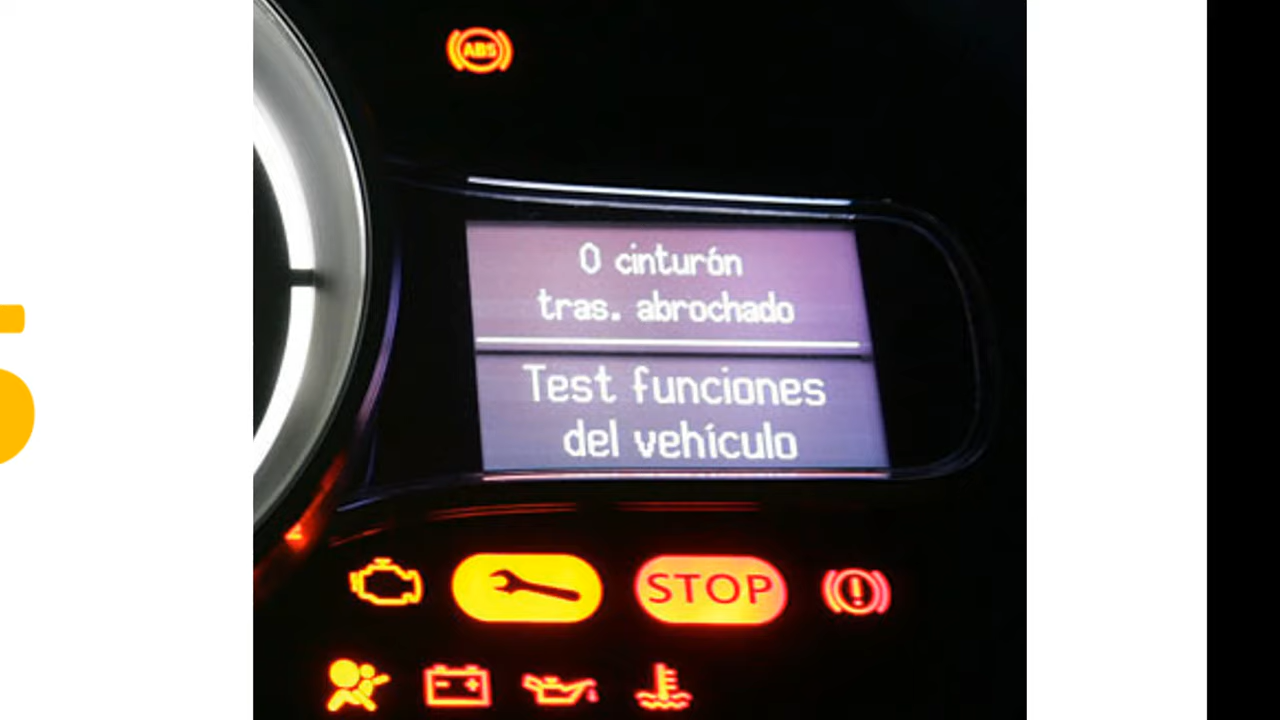 ABS
0 cinturón
tras. abrochado
Test funciones
del vehículo
STOP